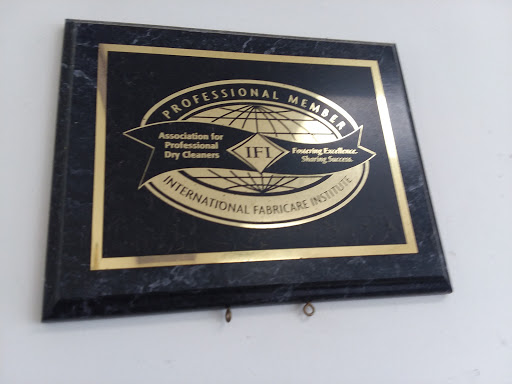 PROFESSIONAL MEMBER
Association for
Professional
Dry Cleaners
IFI
Fostering Excellence.
Sharing Success.
INTERNATIONAL FABRICARE INSTITUTE